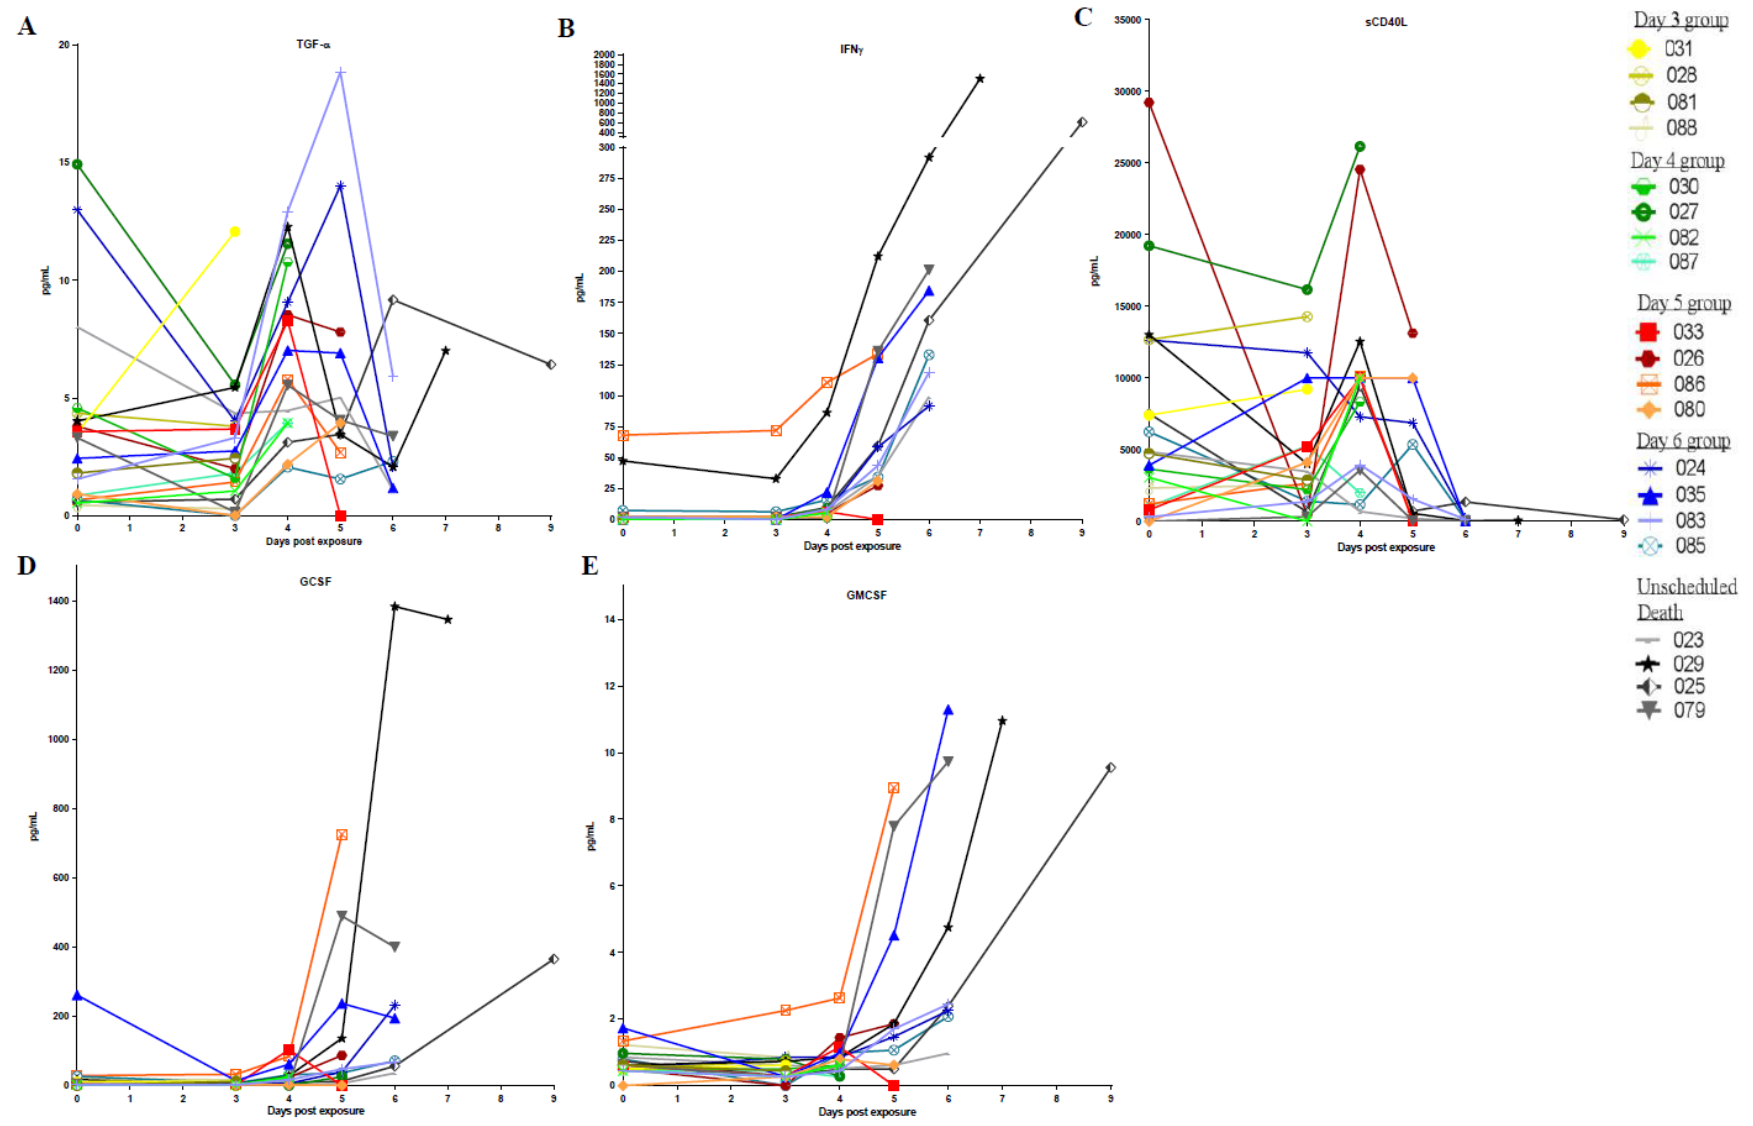 A
TGF-α
20
15
10
5
0
pg/mL
0 1 2 3 4 5 6 7 8 9
Days post exposure
B
IFNγ
2000
1800
1600
1400
1200
1000
800
600
400
300
275
250
225
200
175
150
125
100
75
50
25
0
pg/mL
0 1 2 3 4 5 6 7 8 9
Days post exposure
C
sCD40L
35000
30000
25000
20000
15000
10000
5000
0
pg/mL
0 1 2 3 4 5 6 7 8 9
Days post exposure
D
GCSF
1400
1200
1000
800
600
400
200
0
pg/mL
0 1 2 3 4 5 6 7 8 9
Days post exposure
E
GMCSF
14
12
10
8
6
4
2
0
pg/mL
0 1 2 3 4 5 6 7 8 9
Days post exposure
Day 3 group
031
028
081
088
Day 4 group
030
027
082
087
Day 5 group
033
026
086
080
Day 6 group
024
035
083
085
Unscheduled
Death
023
029
025
079